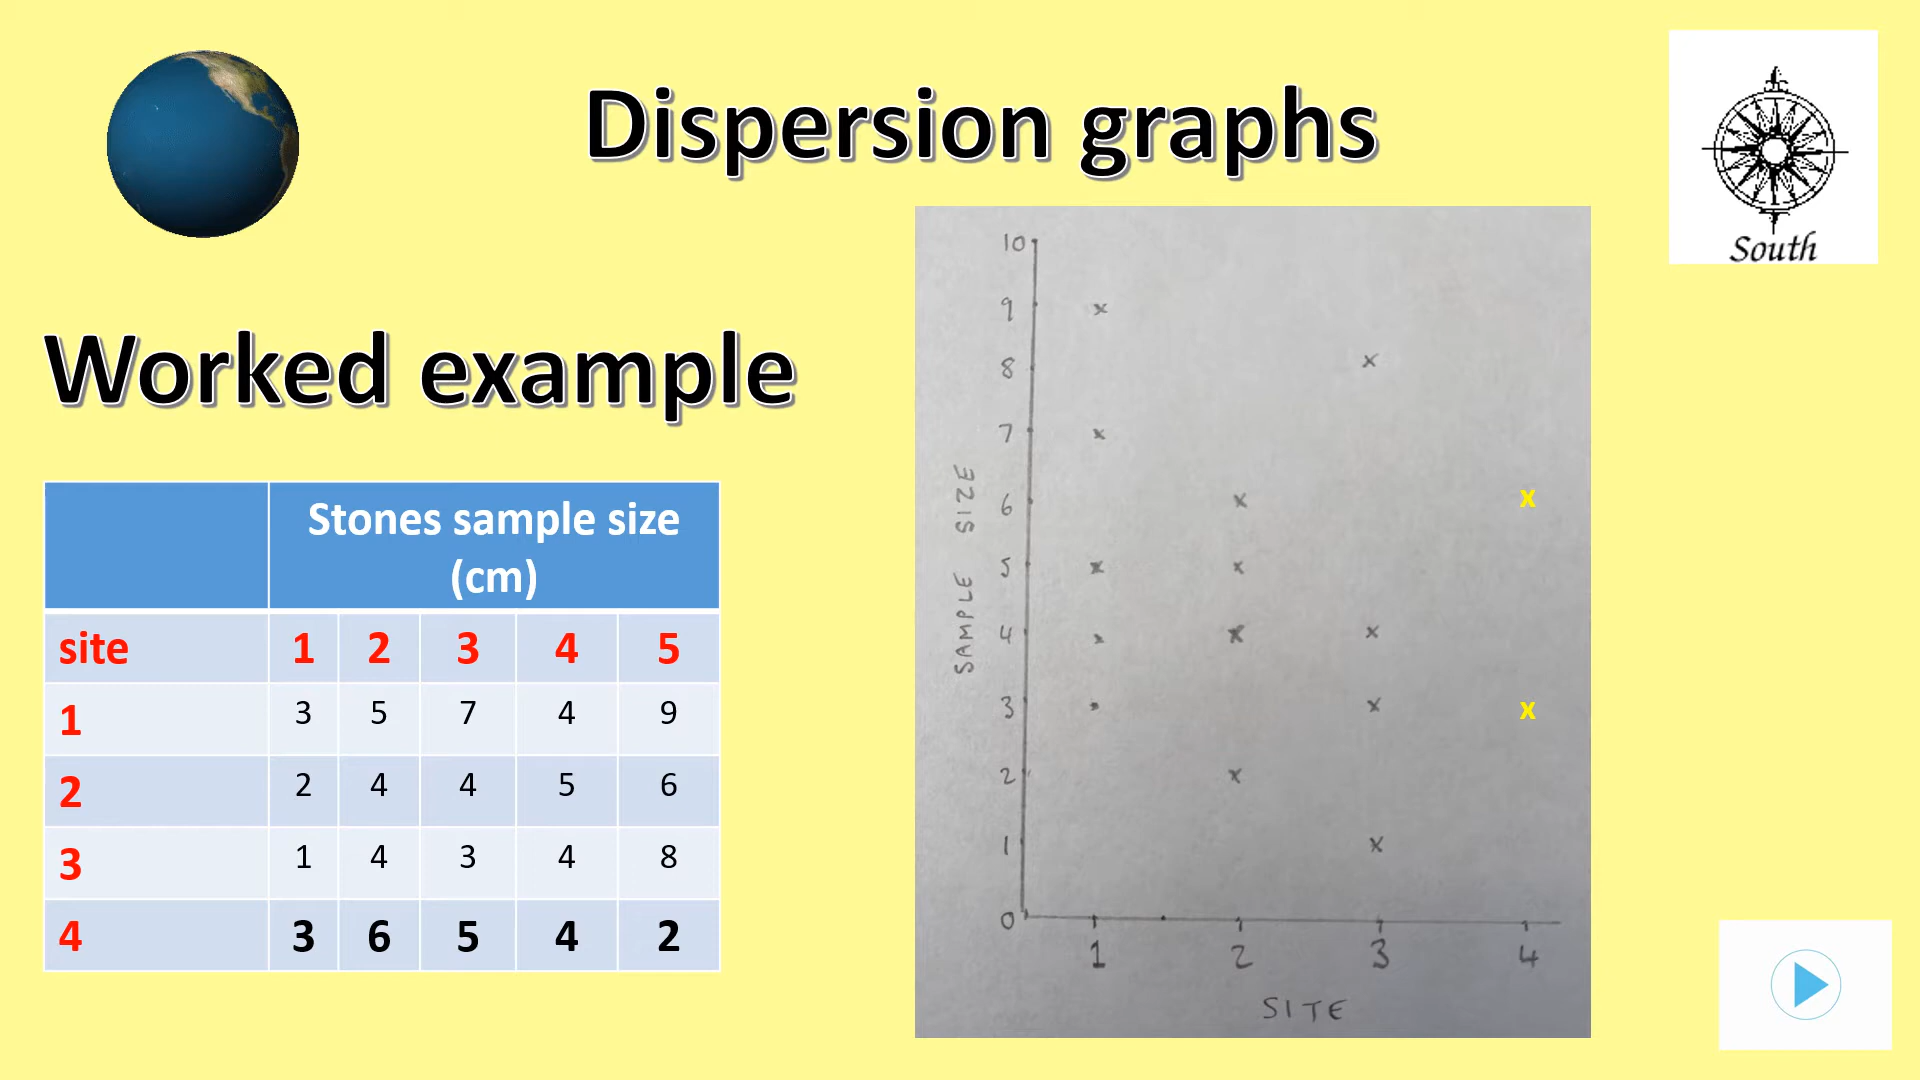 Dispersion graphs
South
Worked example
Stones sample size
(cm)
site 1 2 3 4 5
1 3 5 7 4 9
2 2 4 4 5 6
3 1 4 3 4 8
4 3 6 5 4 2
10
9
8
7
6
5
4
3
2
1
0
SAMPLE SIZE
x
x
1 2 3 4
SITE